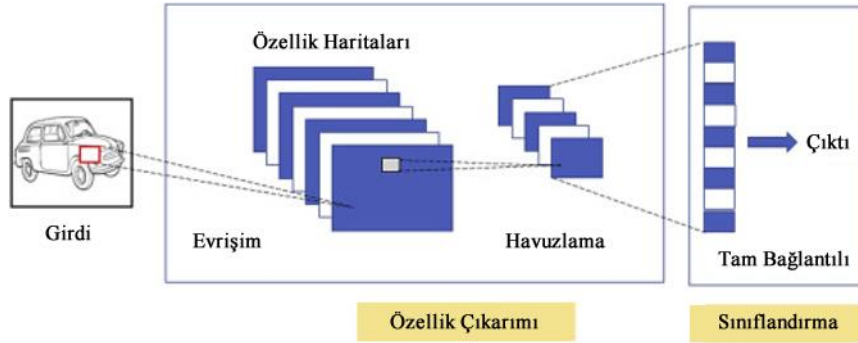 Özellik Haritaları
Girdi
Evrişim
Havuzlama
Çıktı
Tam Bağlantılı
Özellik Çıkarımı
Sınıflandırma